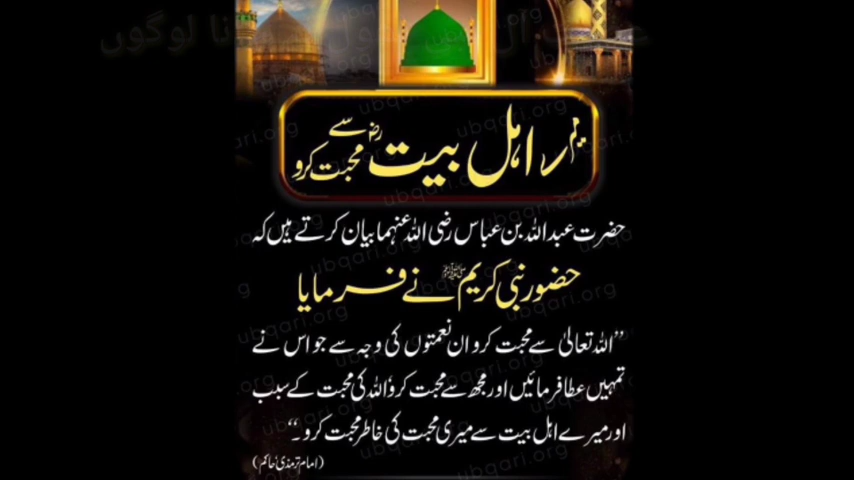 اہل بیتؓ سے محبت کرو
حضرت عبداللہ بن عباس رضی اللہ عنہما بیان کرتے ہیں کہ
حضور نبی کریم ﷺ نے فرمایا
”اللہ تعالیٰ سے محبت کرو ان نعمتوں کی وجہ سے جو اس نے
تمہیں عطا فرمائیں اور مجھ سے محبت کرو اللہ کی محبت کے سبب
اور میرے اہل بیت سے میری محبت کی خاطر محبت کرو۔“
(امام ترمذی، حاکم)
ubqari.org